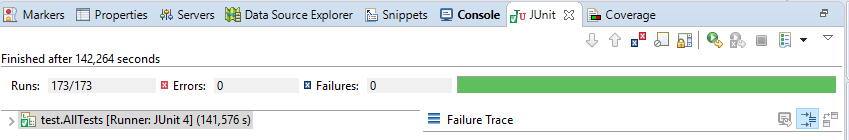 Markers Properties Servers Data Source Explorer Snippets Console JUnit Coverage
Finished after 142,264 seconds
Runs: 173/173 Errors: 0 Failures: 0
test.AllTests [Runner: JUnit 4] (141,576 s) Failure Trace